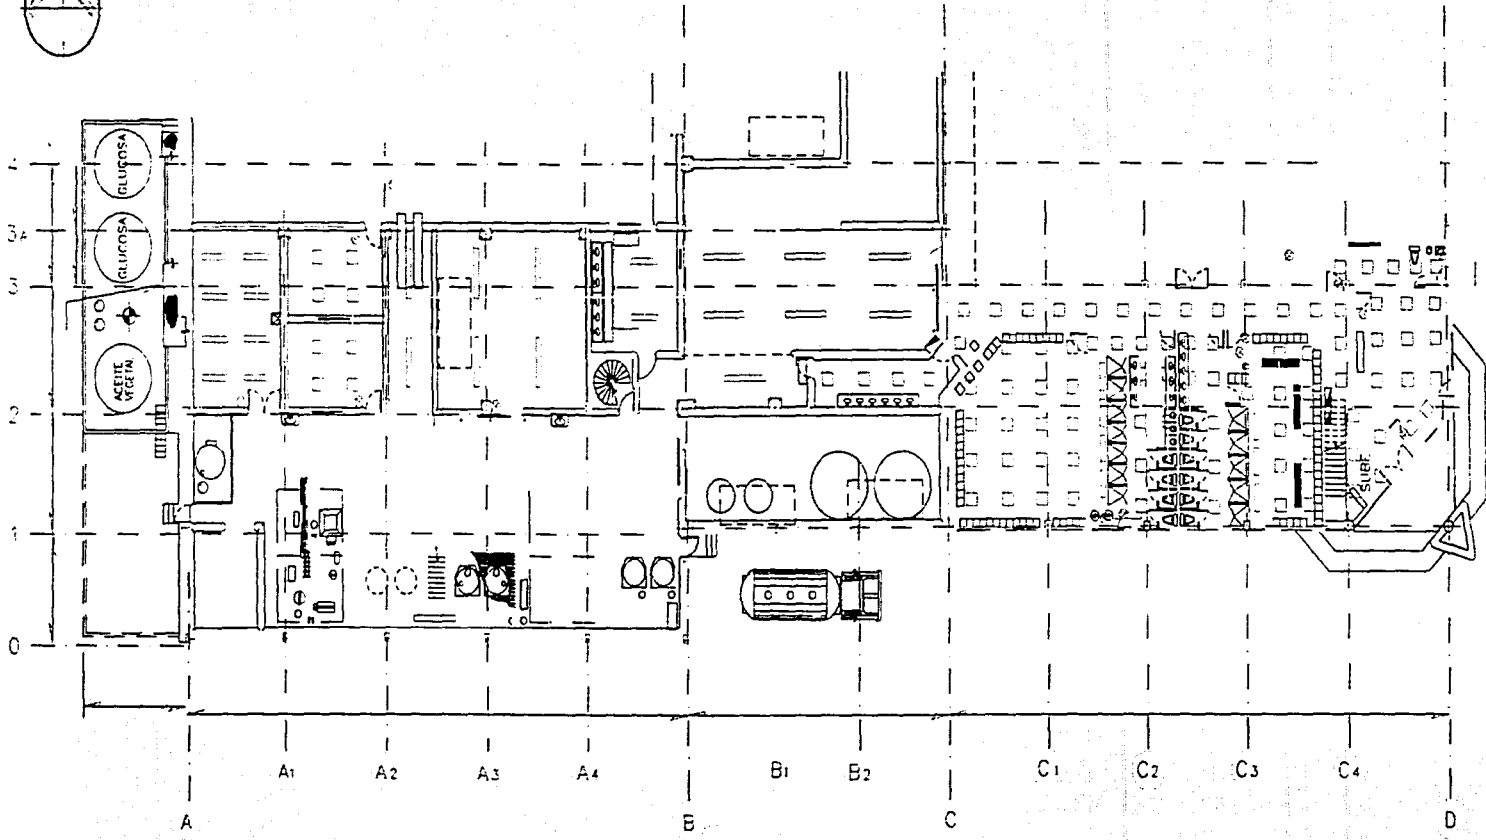 GLUCOSA
4
3A
GLUCOSA
3
ACEITE
VEGETAL
2
SUBE
1
0
A1 A2 A3 A4 B1 B2 C1 C2 C3 C4
A B C D